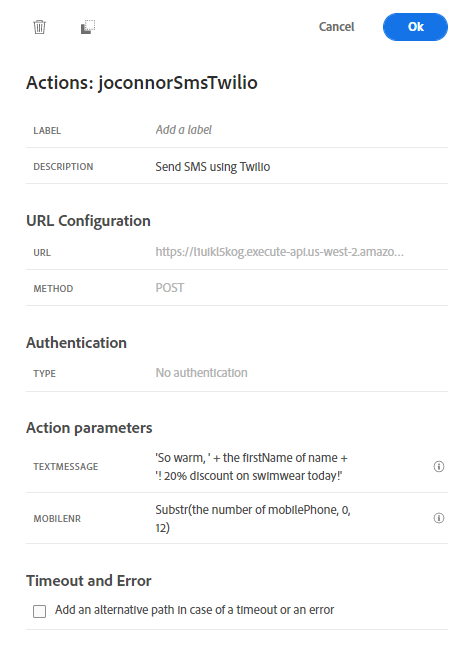 Cancel Ok
Actions: joconnorSmsTwilio
LABEL Add a label
DESCRIPTION Send SMS using Twilio
URL Configuration
URL https://l1uikl5kog.execute-api.us-west-2.amazo...
METHOD POST
Authentication
TYPE No authentication
Action parameters
'So warm, ' + the firstName of name +
TEXTMESSAGE
'! 20% discount on swimwear today!'
Substr(the number of mobilePhone, 0,
MOBILENR
12)
Timeout and Error
Add an alternative path in case of a timeout or an error